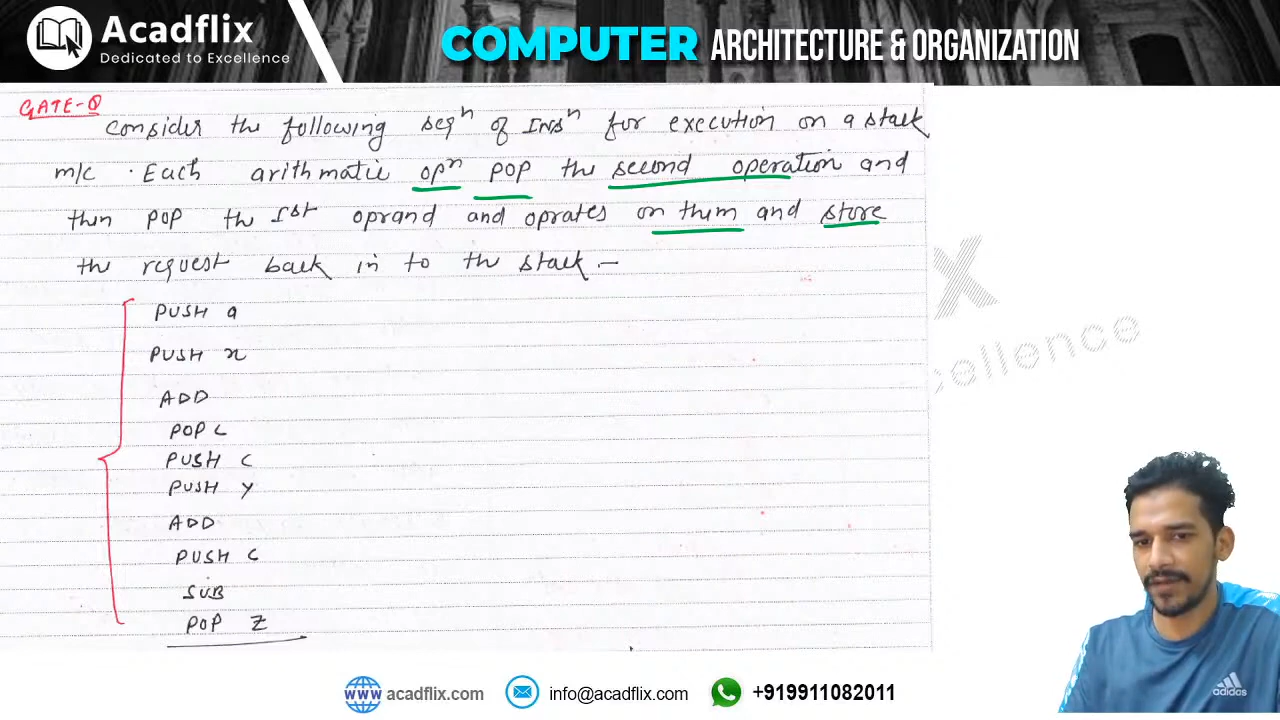 Acadflix
Dedicated to Excellence
COMPUTER ARCHITECTURE & ORGANIZATION
GATE-Q
Consider the following seqⁿ of INSⁿ for execution on a stack
m/c . Each arithmatic opⁿ POP the second operation and
then POP the Ist oprand and oprates on them and store
the request back in to the stack –
PUSH a
PUSH x
ADD
POP C
PUSH C
PUSH Y
ADD
PUSH C
SUB
POP Z
X
cellence
acadflix.com info@acadflix.com +919911082011
adidas